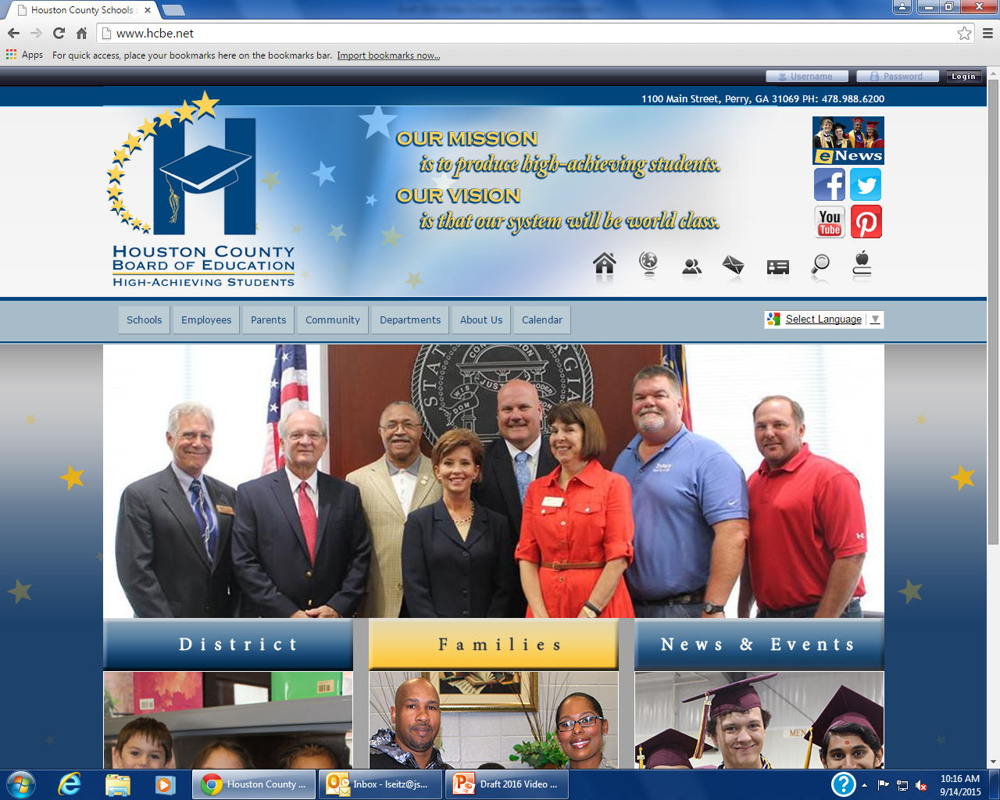 Houston County Schools
www.hcbe.net
Apps For quick access, place your bookmarks here on the bookmarks bar. Import bookmarks now...
Username Password Login
1100 Main Street, Perry, GA 31069 PH: 478.988.6200
OUR MISSION
is to produce high-achieving students.
OUR VISION
is that our system will be world class.
eNews
You
Tube
HOUSTON COUNTY
BOARD OF EDUCATION
HIGH-ACHIEVING STUDENTS
Schools Employees Parents Community Departments About Us Calendar
Select Language
District Families News & Events
MEN
Houston County ... Inbox - lseitz@js... Draft 2016 Video ...
10:16 AM
9/14/2015